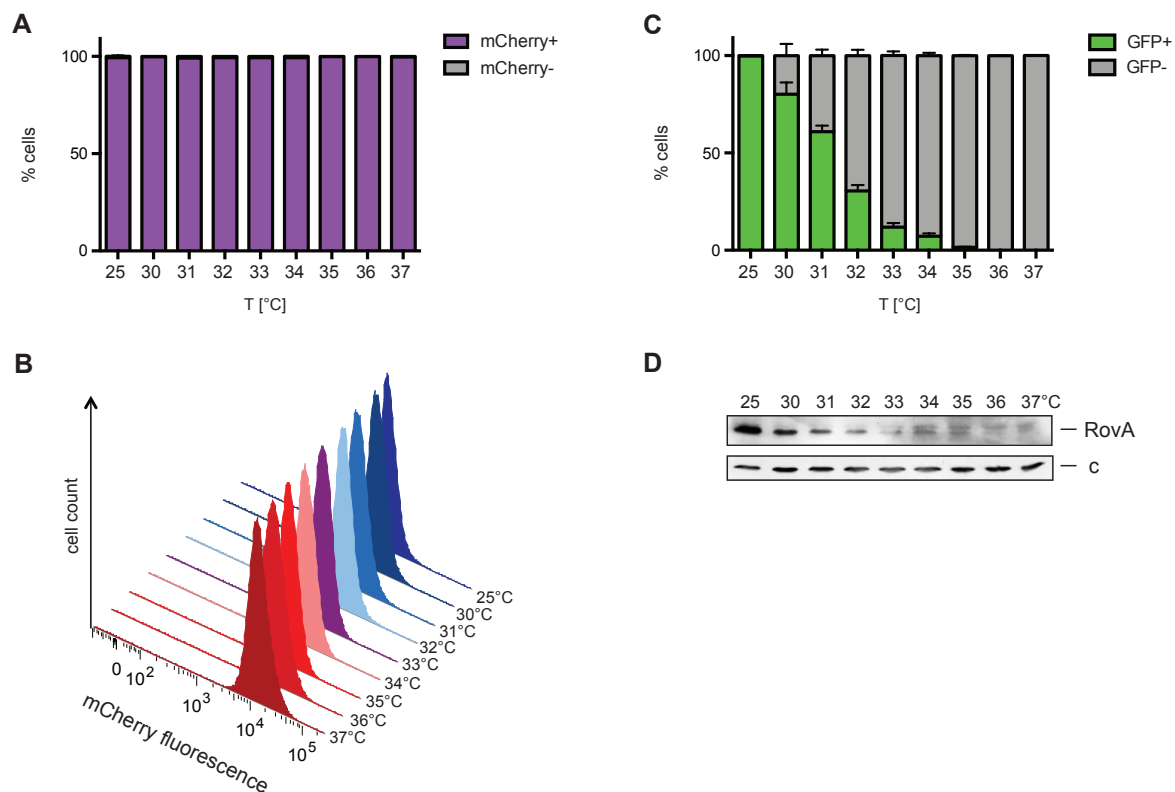 A
100
50
0
% cells
25 30 31 32 33 34 35 36 37
T [°C]
mCherry+
mCherry-
B
cell count
0 10² 10³ 10⁴ 10⁵
mCherry fluorescence
25°C
30°C
31°C
32°C
33°C
34°C
35°C
36°C
37°C
C
100
50
0
% cells
25 30 31 32 33 34 35 36 37
T [°C]
GFP+
GFP-
D
25 30 31 32 33 34 35 36 37°C
RovA
c